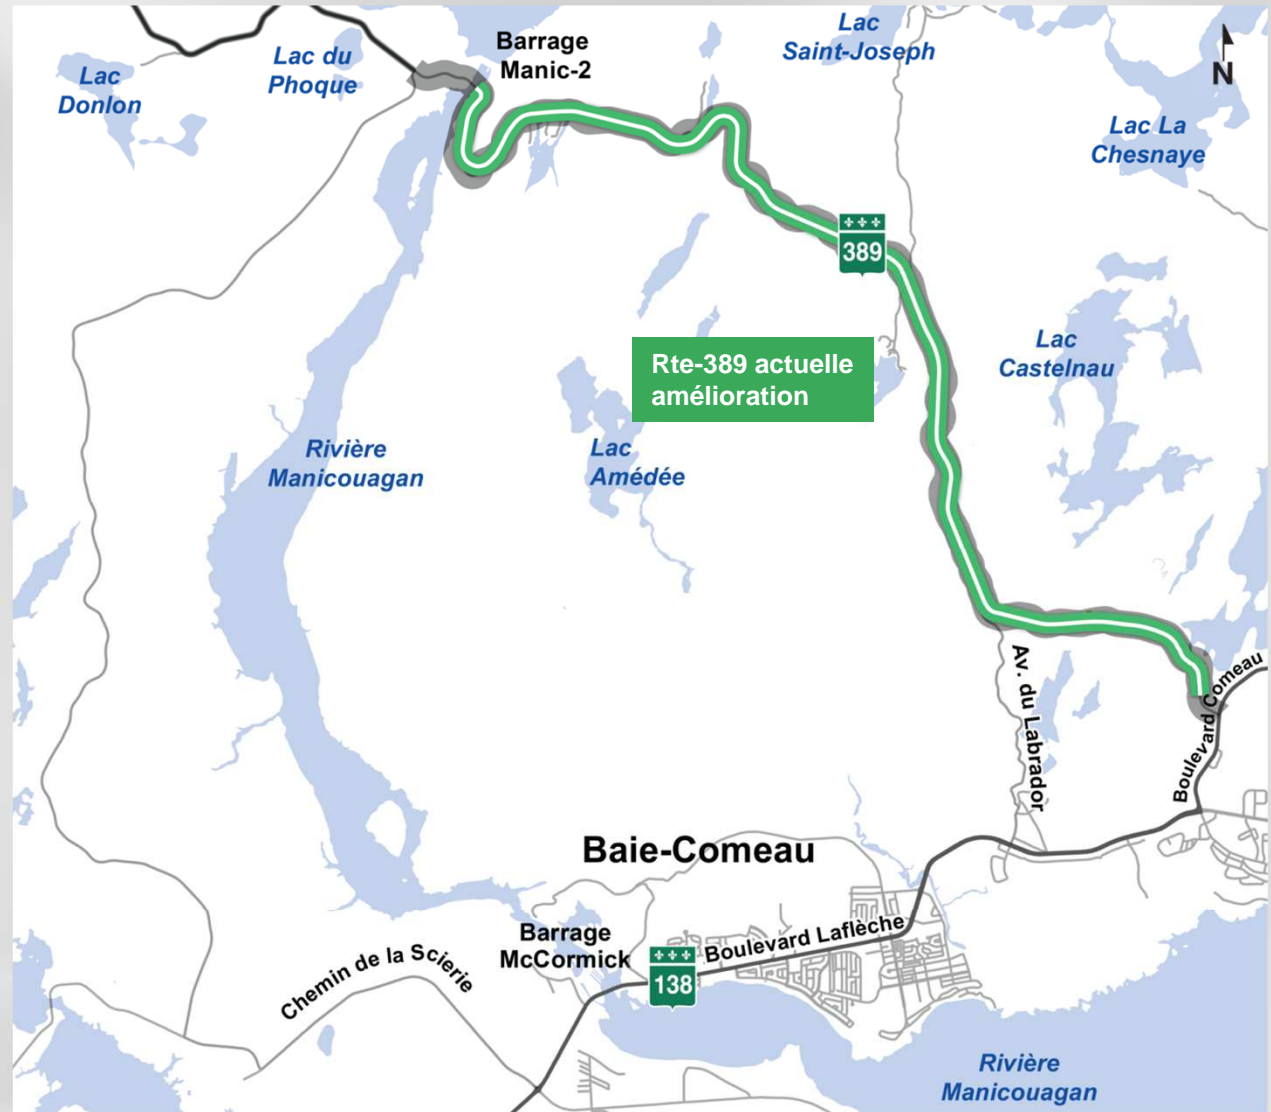 Lac
Donlon
Lac du
Phoque
Barrage
Manic-2
Lac
Saint-Joseph
N
Lac La
Chesnaye
389
Rte-389 actuelle
amélioration
Lac
Castelnau
Rivière
Manicouagan
Lac
Amédée
Av. du Labrador
Boulevard Comeau
Baie-Comeau
Barrage
McCormick
Boulevard Laflèche
138
Chemin de la Scierie
Rivière
Manicouagan